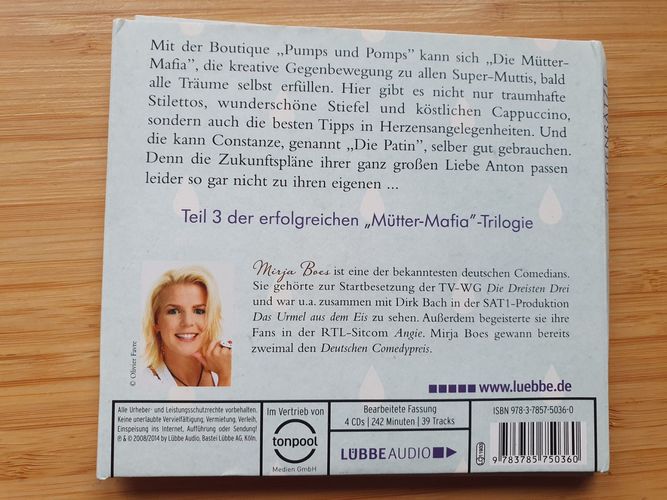 Mit der Boutique „Pumps und Pomps" kann sich „Die Mütter-
Mafia", die kreative Gegenbewegung zu allen Super-Muttis, bald
alle Träume selbst erfüllen. Hier gibt es nicht nur traumhafte
Stilettos, wunderschöne Stiefel und köstlichen Cappuccino,
sondern auch die besten Tipps in Herzensangelegenheiten. Und
die kann Constanze, genannt „Die Patin", selber gut gebrauchen.
Denn die Zukunftspläne ihrer ganz großen Liebe Anton passen
leider so gar nicht zu ihren eigenen ...
Teil 3 der erfolgreichen „Mütter-Mafia"-Trilogie
Mirja Boes ist eine der bekanntesten deutschen Comedians.
Sie gehörte zur Startbesetzung der TV-WG Die Dreisten Drei
und war u.a. zusammen mit Dirk Bach in der SAT1-Produktion
Das Urmel aus dem Eis zu sehen. Außerdem begeisterte sie ihre
Fans in der RTL-Sitcom Angie. Mirja Boes gewann bereits
zweimal den Deutschen Comedypreis.
© Olivier Favre
www.luebbe.de
Alle Urheber- und Leistungsschutzrechte vorbehalten.
Keine unerlaubte Vervielfältigung, Vermietung, Verleih,
Einspeisung ins Internet, Aufführung oder Sendung!
℗ & © 2008/2014 by Lübbe Audio, Bastei Lübbe AG, Köln.
Im Vertrieb von
tonpool
Medien GmbH
Bearbeitete Fassung
4 CDs | 242 Minuten | 39 Tracks
LÜBBE AUDIO
ISBN 978-3-7857-5036-0
9 783785 750360